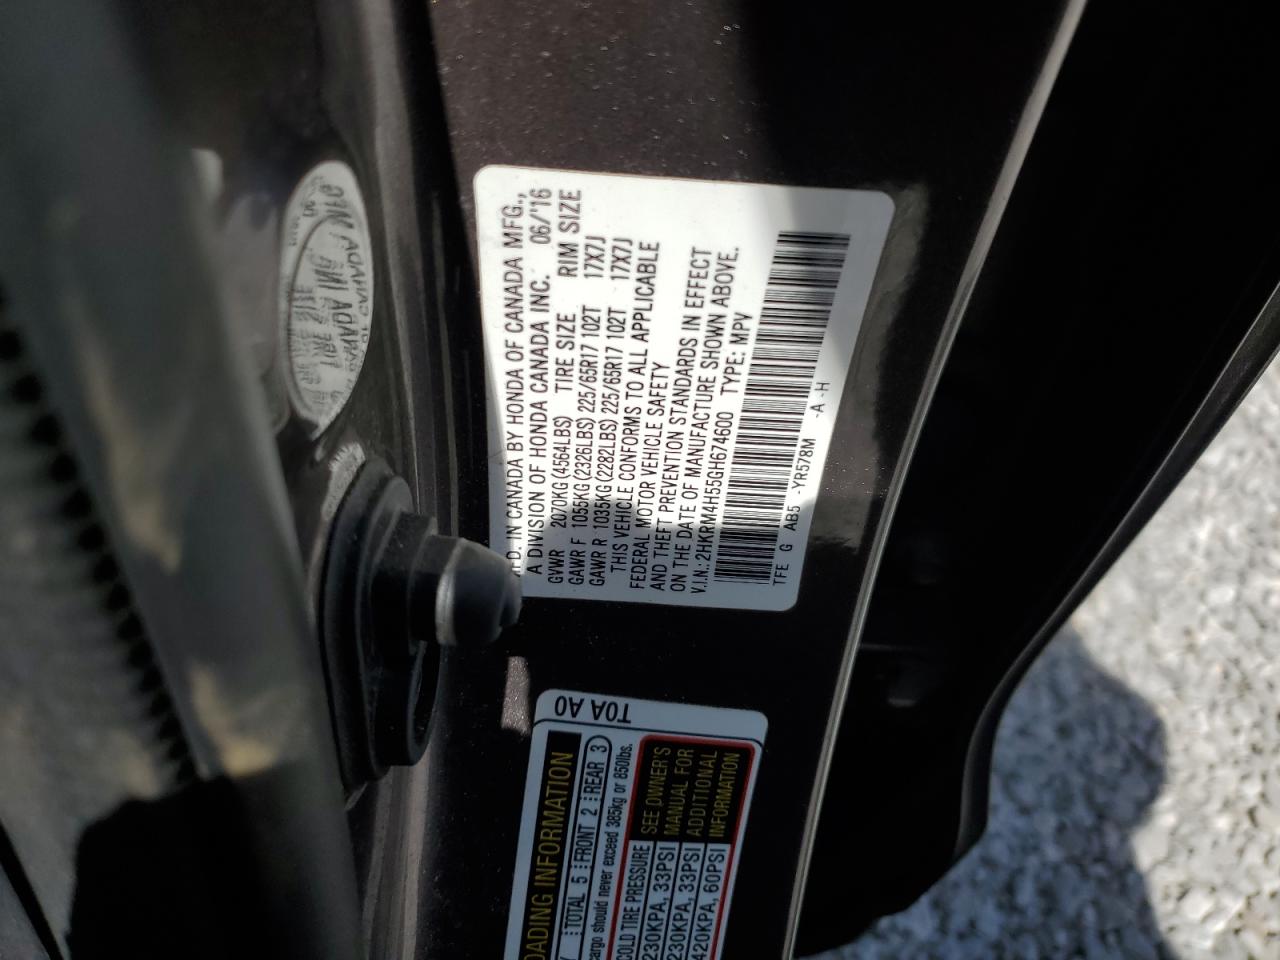 MFD. IN CANADA BY HONDA OF CANADA MFG.,
A DIVISION OF HONDA CANADA INC. 06/'16
GVWR 2070KG(4564LBS) TIRE SIZE RIM SIZE
GAWR F 1055KG(2326LBS) 225/65R17 102T 17X7J
GAWR R 1035KG(2282LBS) 225/65R17 102T 17X7J
THIS VEHICLE CONFORMS TO ALL APPLICABLE
FEDERAL MOTOR VEHICLE SAFETY
AND THEFT PREVENTION STANDARDS IN EFFECT
ON THE DATE OF MANUFACTURE SHOWN ABOVE.
V.I.N.:2HKRM4H55GH674600 TYPE: MPV
TFE G AB5 -YR578M -A -H
T0A A0
OADING INFORMATION
TOTAL 5 FRONT 2 REAR 3
cargo should never exceed 385kg or 850lbs.
COLD TIRE PRESSURE
230KPA, 33PSI
230KPA, 33PSI
420KPA, 60PSI
SEE OWNER'S
MANUAL FOR
ADDITIONAL
INFORMATION